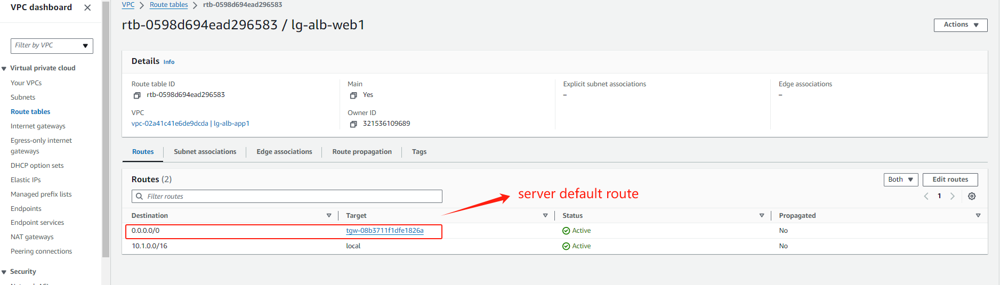 VPC dashboard
Filter by VPC
Virtual private cloud
Your VPCs
Subnets
Route tables
Internet gateways
Egress-only internet
gateways
DHCP option sets
Elastic IPs
Managed prefix lists
Endpoints
Endpoint services
NAT gateways
Peering connections
Security
VPC > Route tables > rtb-0598d694ead296583
rtb-0598d694ead296583 / lg-alb-web1
Actions
Details Info
Route table ID
rtb-0598d694ead296583
Main
Yes
Explicit subnet associations
–
Edge associations
–
VPC
vpc-02a41c41e6de9dcda | lg-alb-app1
Owner ID
321536109689
Routes Subnet associations Edge associations Route propagation Tags
Routes (2)
Both Edit routes
Filter routes
server default route
1
Destination Target Status Propagated
0.0.0.0/0 tgw-08b3711f1dfe1826a Active No
10.1.0.0/16 local Active No